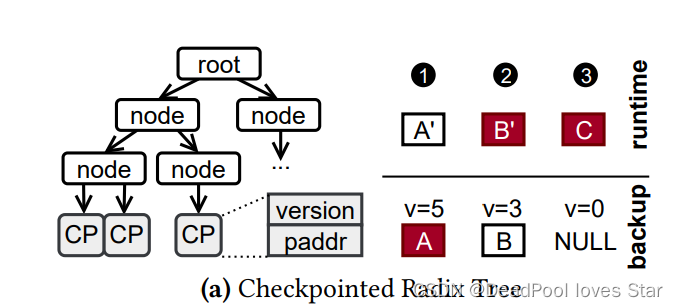 root
node
node
node
node
...
CP
CP
CP
version
paddr
❶ ❷ ❸
A' B' C
runtime
v=5 v=3 v=0
A B NULL
backup
(a) Checkpointed Radix Tree
CSDN @DeadPool loves Star